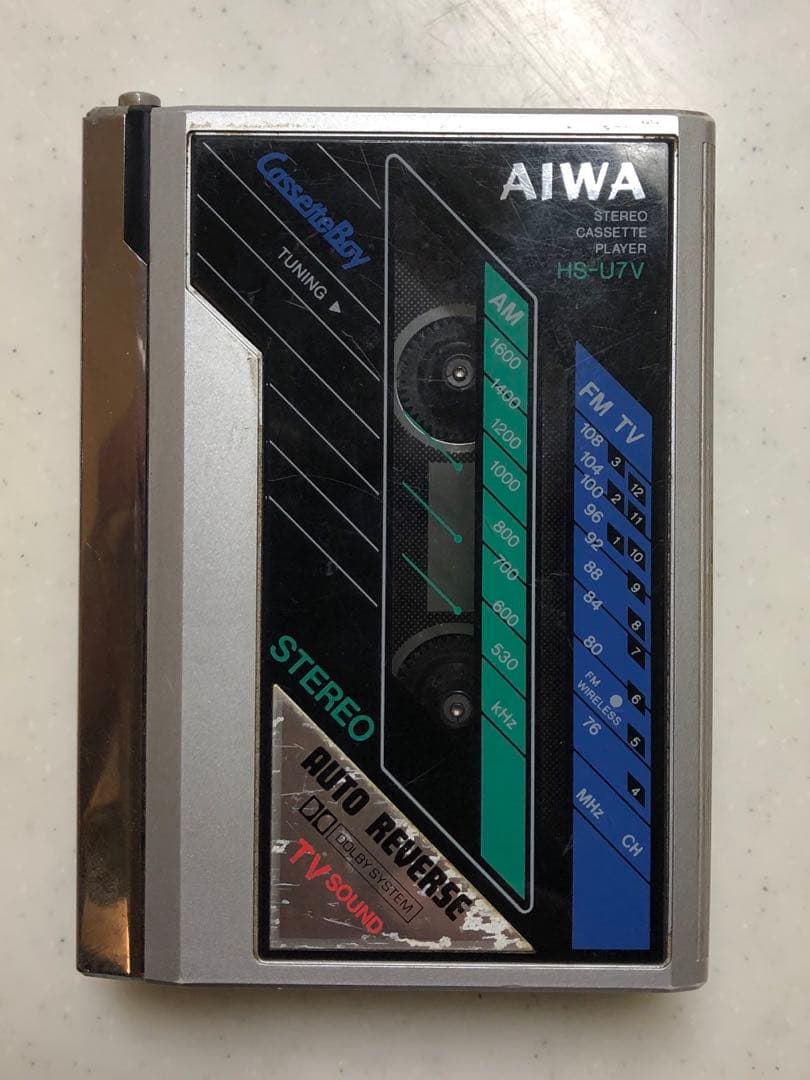 CassetteBoy
TUNING ▶
AIWA
STEREO
CASSETTE
PLAYER
HS-U7V
AM
1600
1400
1200
1000
800
700
600
530
kHz
FM TV
108
104
100
96
92
88
84
80
FM
WIRELESS
76
MHz
3
2
1
12
11
10
9
8
7
6
5
4
CH
STEREO
AUTO REVERSE
DOLBY SYSTEM
TV SOUND